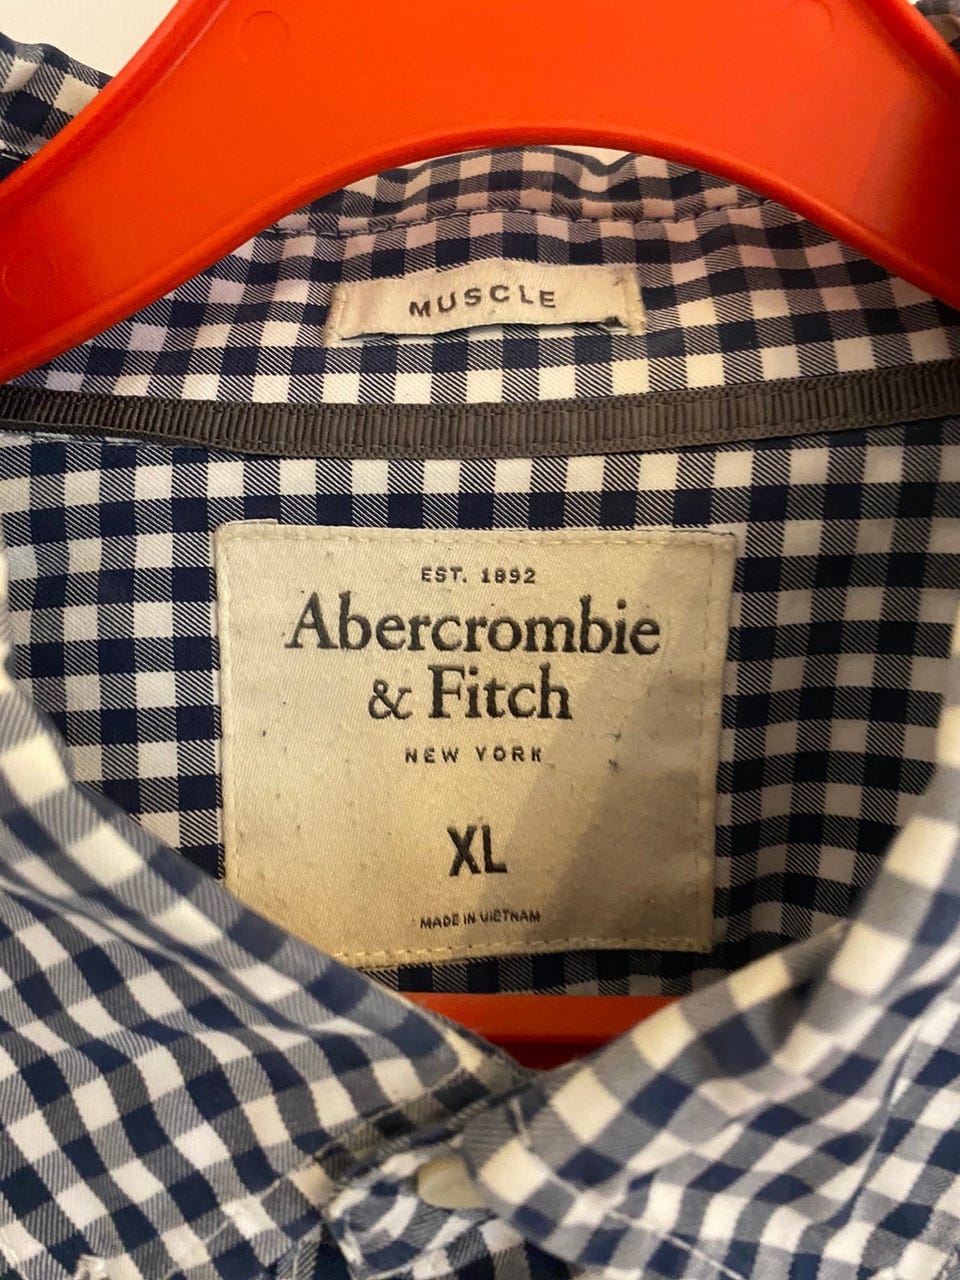 MUSCLE
EST. 1892
Abercrombie
& Fitch
NEW YORK
XL
MADE IN VIETNAM